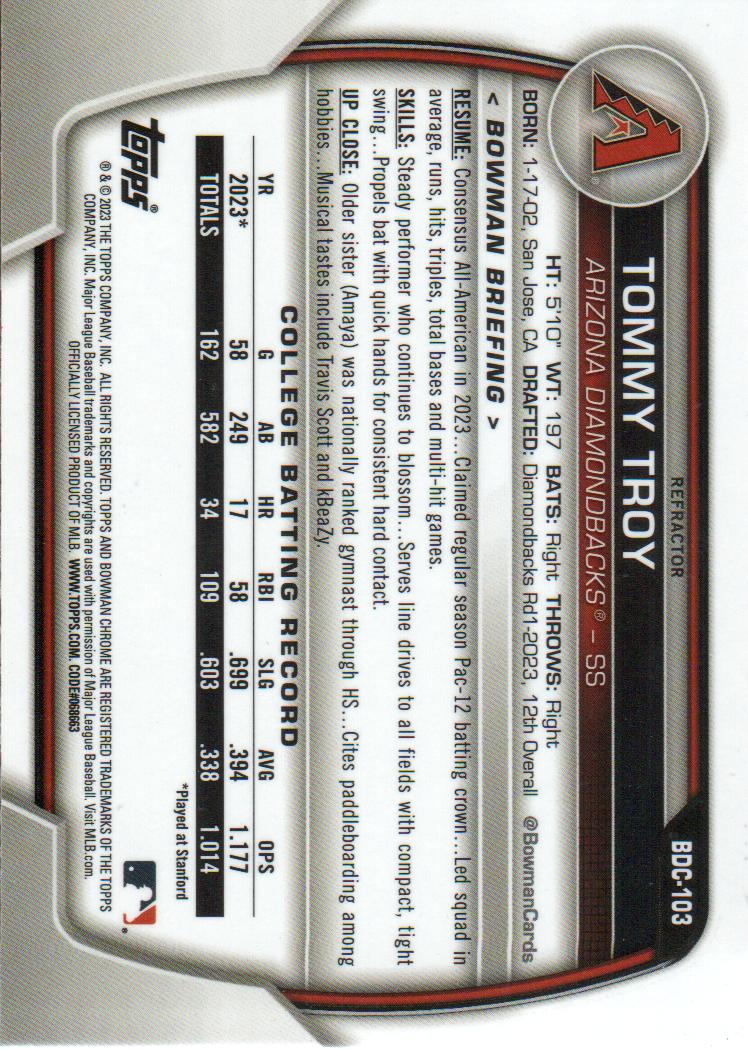 REFRACTOR
BDC-103
TOMMY TROY
ARIZONA DIAMONDBACKS® – SS
HT: 5'10" WT: 197 BATS: Right THROWS: Right
BORN: 1-17-02, San Jose, CA DRAFTED: Diamondbacks Rd1-2023, 12th Overall @BowmanCards
< BOWMAN BRIEFING >
RESUME: Consensus All-American in 2023...Claimed regular season Pac-12 batting crown...Led squad in
average, runs, hits, triples, total bases and multi-hit games.
SKILLS: Steady performer who continues to blossom...Serves line drives to all fields with compact, tight
swing...Propels bat with quick hands for consistent hard contact.
UP CLOSE: Older sister (Amaya) was nationally ranked gymnast through HS....Cites paddleboarding among
hobbies....Musical tastes include Travis Scott and kBeaZy.
COLLEGE BATTING RECORD
YR G AB HR RBI SLG AVG OPS
2023* 58 249 17 58 .699 .394 1.177
TOTALS 162 582 34 109 .603 .338 1.014
*Played at Stanford
topps®
® & © 2023 THE TOPPS COMPANY, INC. ALL RIGHTS RESERVED. TOPPS AND BOWMAN CHROME ARE REGISTERED TRADEMARKS OF THE TOPPS
COMPANY, INC. Major League Baseball trademarks and copyrights are used with permission of Major League Baseball. Visit MLB.com.
OFFICIALLY LICENSED PRODUCT OF MLB. WWW.TOPPS.COM. CODE#068663